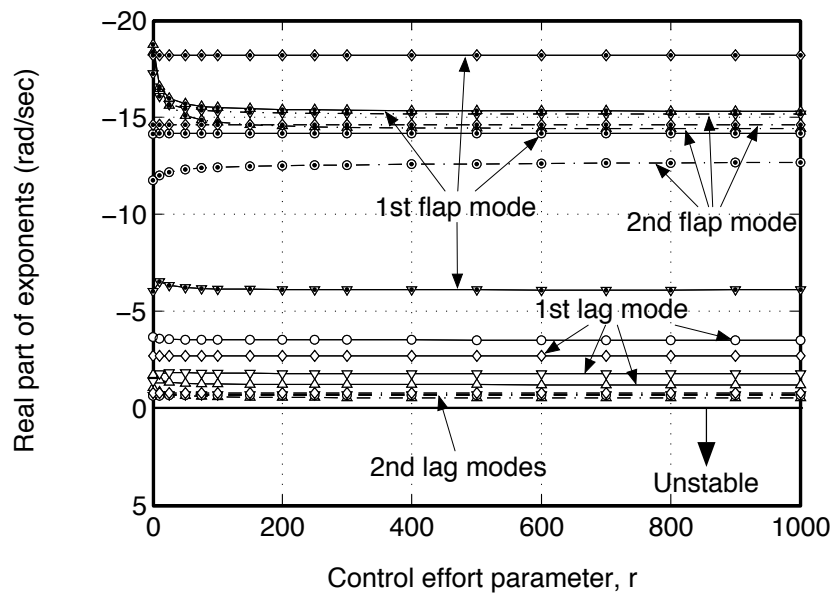 Real part of exponents (rad/sec)
−20
−15
−10
−5
0
5
1st flap mode
2nd flap mode
1st lag mode
2nd lag modes
Unstable
0
200
400
600
800
1000
Control effort parameter, r